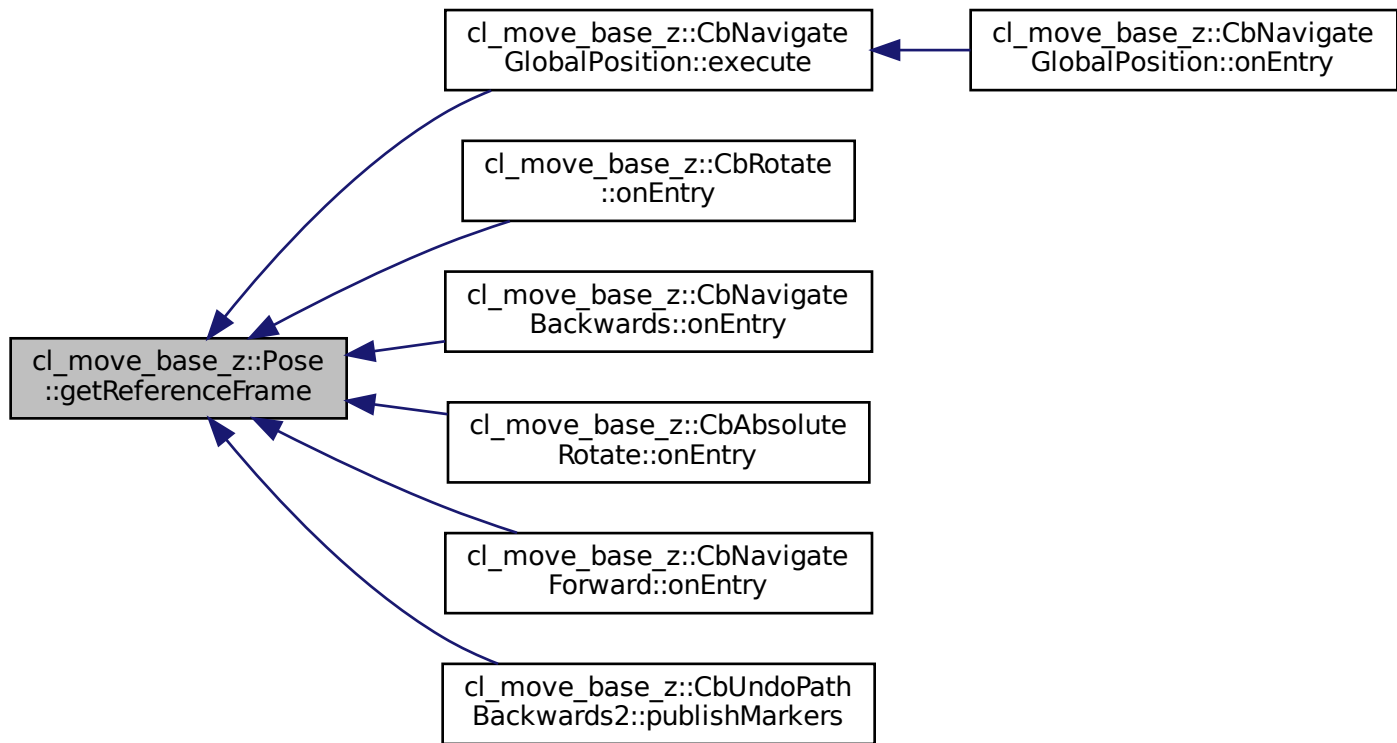 cl_move_base_z::CbNavigate
GlobalPosition::execute
cl_move_base_z::CbNavigate
GlobalPosition::onEntry
cl_move_base_z::CbRotate
::onEntry
cl_move_base_z::CbNavigate
Backwards::onEntry
cl_move_base_z::Pose
::getReferenceFrame
cl_move_base_z::CbAbsolute
Rotate::onEntry
cl_move_base_z::CbNavigate
Forward::onEntry
cl_move_base_z::CbUndoPath
Backwards2::publishMarkers